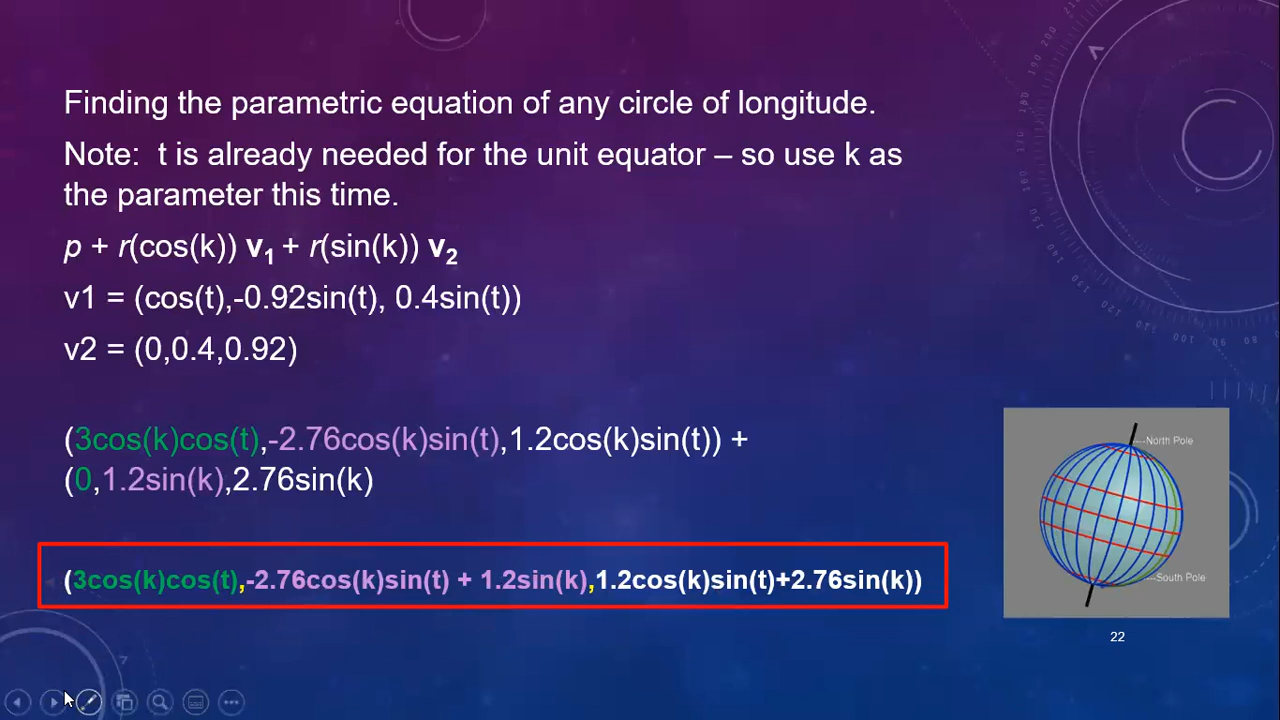 Finding the parametric equation of any circle of longitude.
Note:  t is already needed for the unit equator – so use k as
the parameter this time.
p + r(cos(k)) v1 + r(sin(k)) v2
v1 = (cos(t),-0.92sin(t), 0.4sin(t))
v2 = (0,0.4,0.92)
(3cos(k)cos(t),-2.76cos(k)sin(t),1.2cos(k)sin(t)) +
(0,1.2sin(k),2.76sin(k)
(3cos(k)cos(t),-2.76cos(k)sin(t) + 1.2sin(k),1.2cos(k)sin(t)+2.76sin(k))
North Pole
South Pole
22